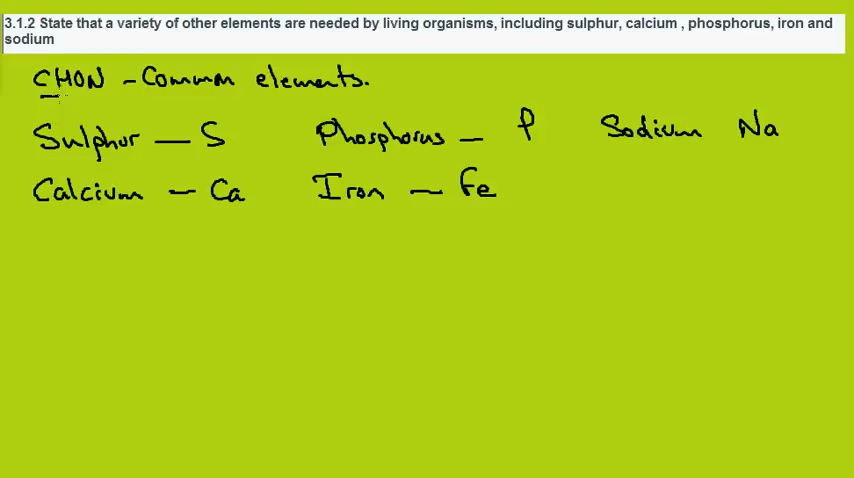 3.1.2 State that a variety of other elements are needed by living organisms, including sulphur, calcium , phosphorus, iron and
sodium
CHON - Common elements.
Sulphur — S Phosphorus — P Sodium Na
Calcium — Ca Iron — Fe